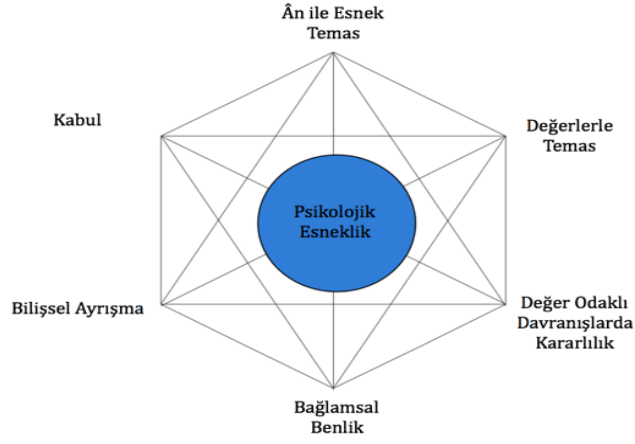 Ân ile Esnek
Temas
Kabul
Değerlerle
Temas
Psikolojik
Esneklik
Bilişsel Ayrışma
Değer Odaklı
Davranışlarda
Kararlılık
Bağlamsal
Benlik